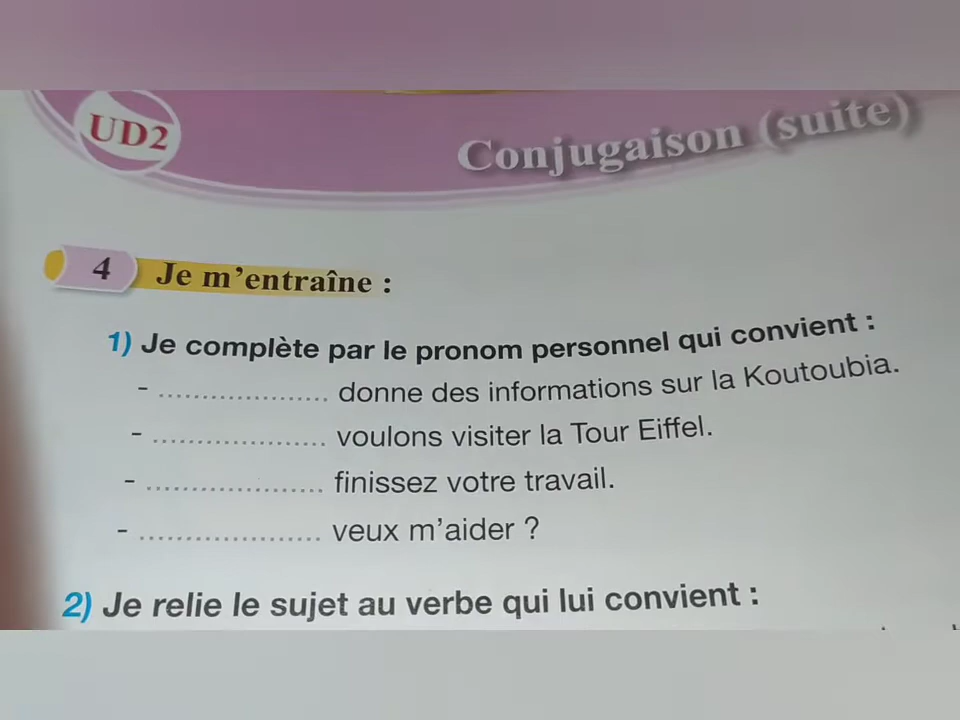 UD2
Conjugaison (suite)
4 Je m'entraîne :
1) Je complète par le pronom personnel qui convient :
- .................... donne des informations sur la Koutoubia.
- .................... voulons visiter la Tour Eiffel.
- .................... finissez votre travail.
- .................... veux m'aider ?
2) Je relie le sujet au verbe qui lui convient :